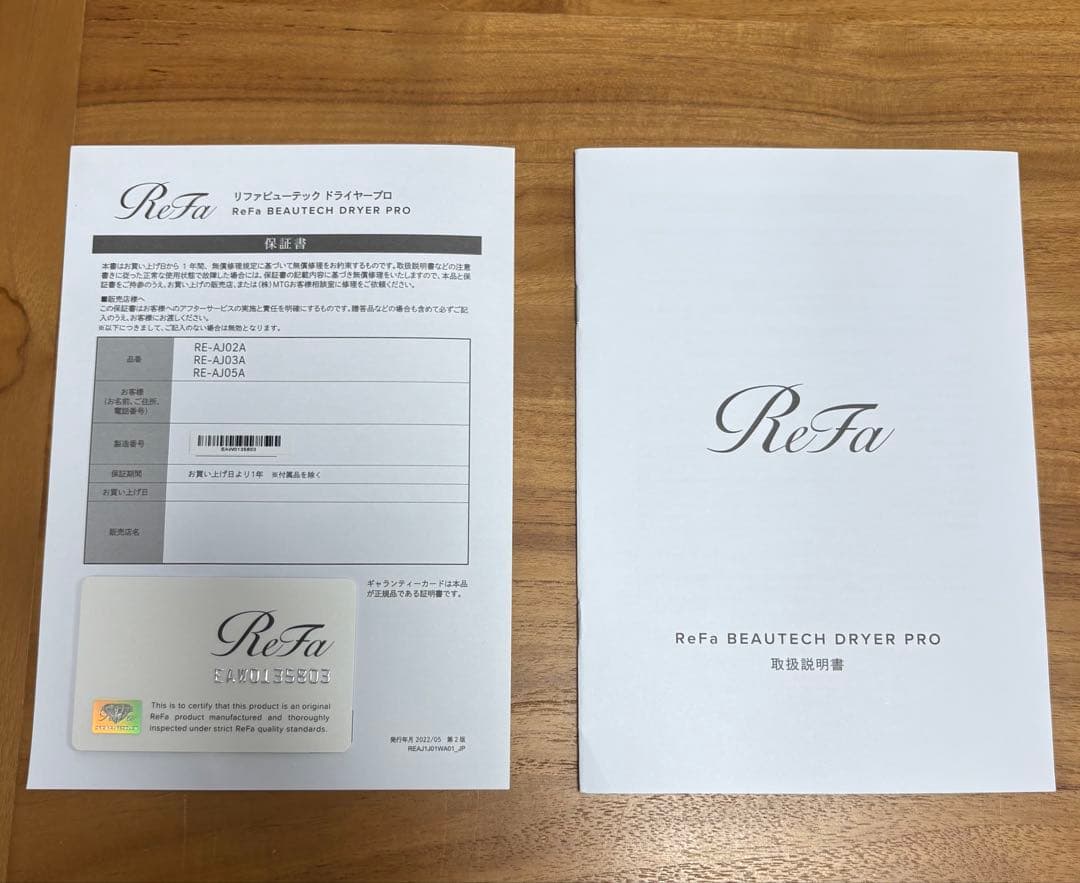 ReFa
リファビューテック ドライヤープロ
ReFa BEAUTECH DRYER PRO
保証書
本書はお買い上げ日から1年間、無償修理規定に基づいて無償修理をお約束するものです。取扱説明書などの注意
書きに従った正常な使用状態で故障した場合には、保証書の記載内容に基づき無償修理をいたしますので、本品と保
証書をご持参のうえ、お買い上げの販売店、または(株)MTGお客様相談室に修理をご依頼ください。
■販売店様へ
この保証書はお客様へのアフターサービスの実施と責任を明確にするものです。贈答品などの場合も含めて必ずご記
入のうえ、お客様にお渡しください。
※以下につきまして、ご記入のない場合は無効となります。
品番
RE-AJ02A
RE-AJ03A
RE-AJ05A
お客様
(お名前、ご住所、
電話番号)
製造番号
EAW0135803
保証期間
お買い上げ日より1年 ※付属品を除く
お買い上げ日
販売店名
ギャランティーカードは本品
が正規品である証明書です。
ReFa
EAW0135803
This is to certify that this product is an original
ReFa product manufactured and thoroughly
inspected under strict ReFa quality standards.
発行年月 2022/05 第2版
REAJ1J01WA01_JP
ReFa
ReFa BEAUTECH DRYER PRO
取扱説明書